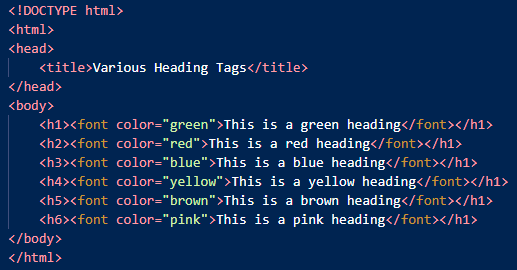 <!DOCTYPE html>
<html>
<head>
<title>Various Heading Tags</title>
</head>
<body>
<h1><font color="green">This is a green heading</font></h1>
<h2><font color="red">This is a red heading</font></h1>
<h3><font color="blue">This is a blue heading</font></h1>
<h4><font color="yellow">This is a yellow heading</font></h1>
<h5><font color="brown">This is a brown heading</font></h1>
<h6><font color="pink">This is a pink heading</font></h1>
</body>
</html>